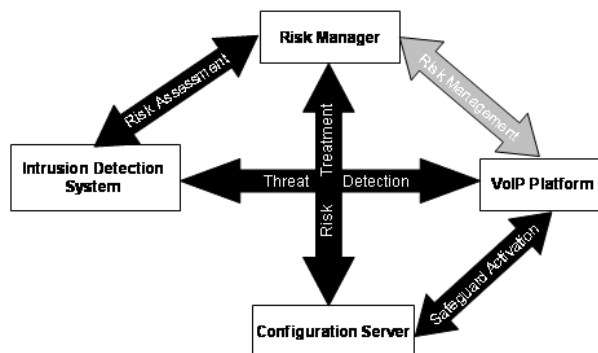 Risk Manager
Risk Assessment
Risk Management
Risk Treatment
Intrusion Detection
System
Threat Detection
VoIP Platform
Safeguard Activation
Configuration Server